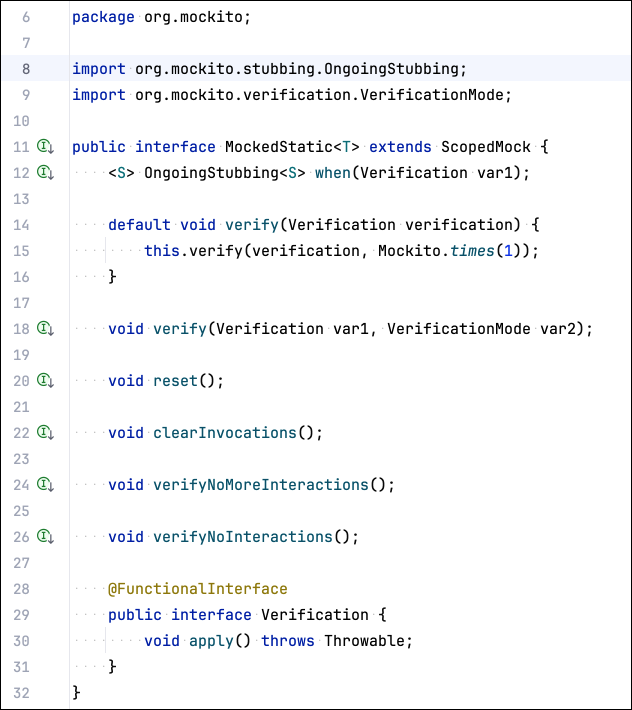 6 package org.mockito;
7
8 import org.mockito.stubbing.OngoingStubbing;
9 import org.mockito.verification.VerificationMode;
10
11 public interface MockedStatic<T> extends ScopedMock {
12     <S> OngoingStubbing<S> when(Verification var1);
13
14     default void verify(Verification verification) {
15         this.verify(verification, Mockito.times(1));
16     }
17
18     void verify(Verification var1, VerificationMode var2);
19
20     void reset();
21
22     void clearInvocations();
23
24     void verifyNoMoreInteractions();
25
26     void verifyNoInteractions();
27
28     @FunctionalInterface
29     public interface Verification {
30         void apply() throws Throwable;
31     }
32 }